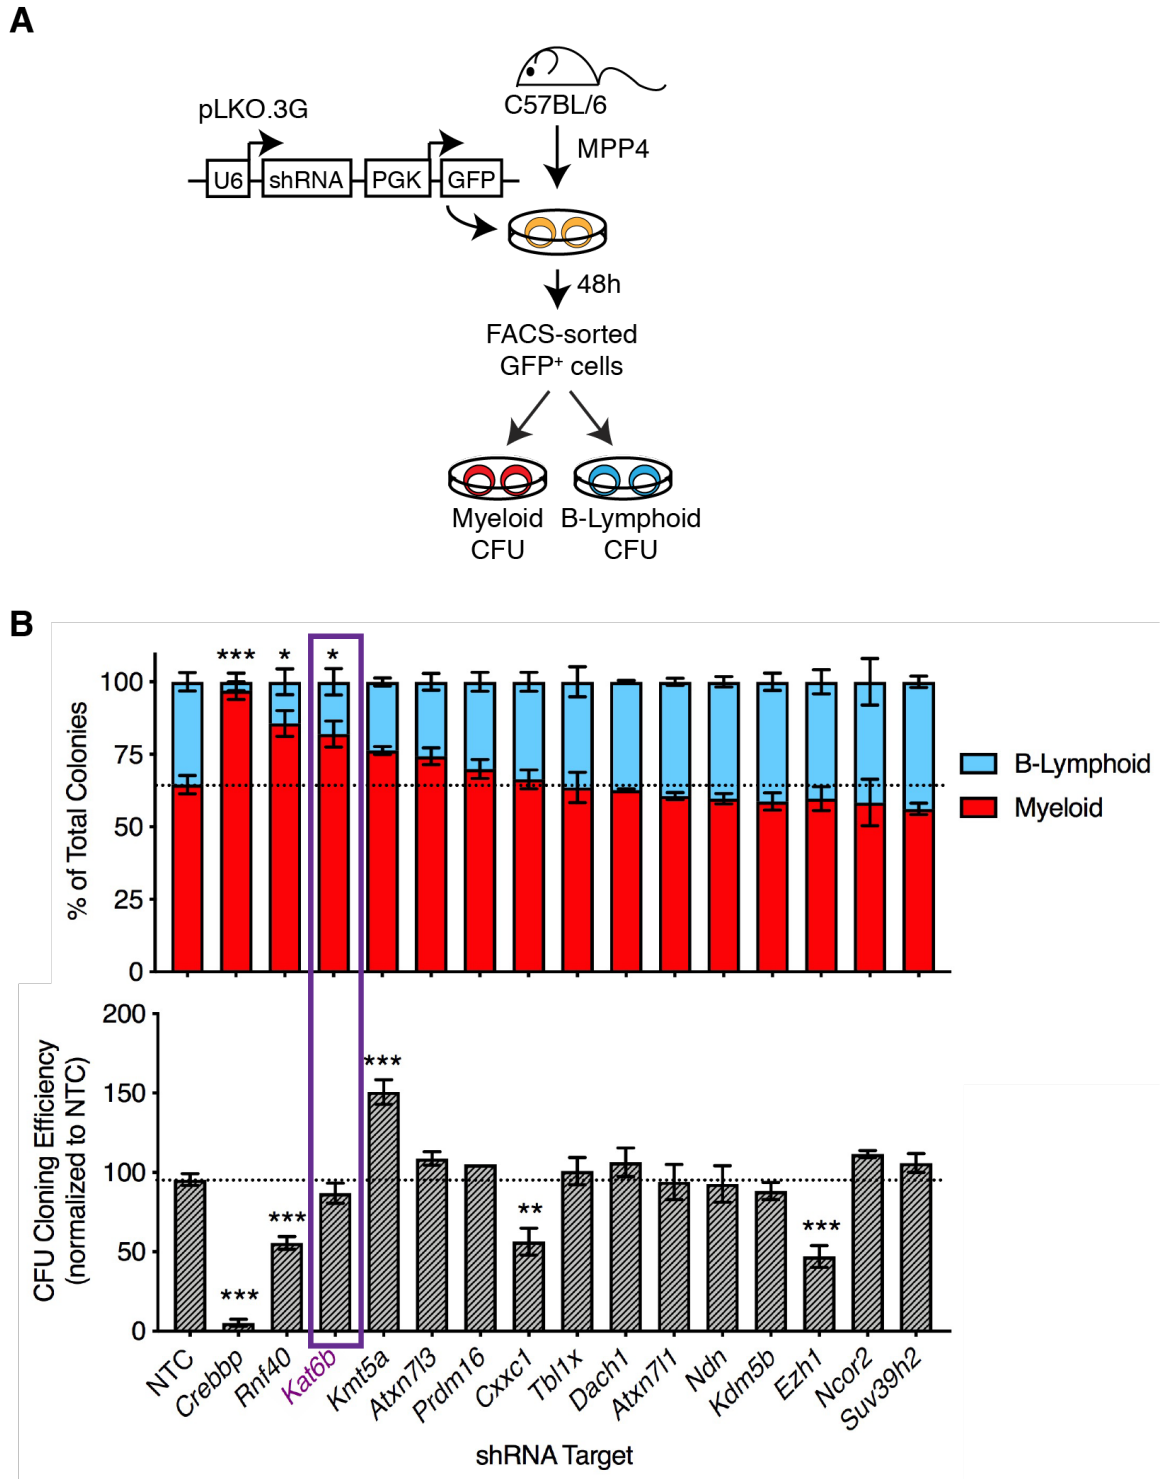 A
pLKO.3G
C57BL/6
MPP4
U6 shRNA PGK GFP
48h
FACS-sorted
GFP⁺ cells
Myeloid
CFU
B-Lymphoid
CFU
B
*** * *
% of Total Colonies
100
75
50
25
0
B-Lymphoid
Myeloid
CFU Cloning Efficiency
(normalized to NTC)
200
150
100
50
0
*** *** *** ** ***
NTC
Crebbp
Rnf40
Kat6b
Kmt5a
Atxn7l3
Prdm16
Cxxc1
Tbl1x
Dach1
Atxn7l1
Ndn
Kdm5b
Ezh1
Ncor2
Suv39h2
shRNA Target